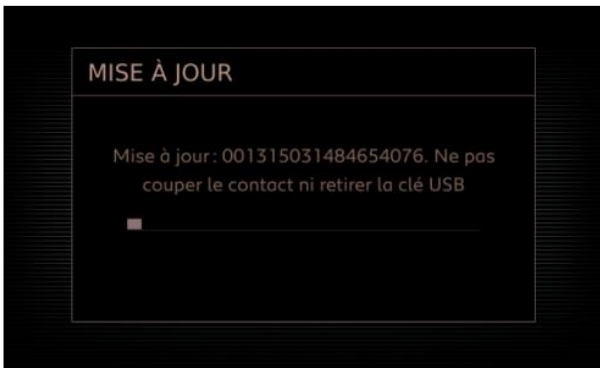 MISE À JOUR
Mise à jour: 001315031484654076. Ne pas
couper le contact ni retirer la clé USB